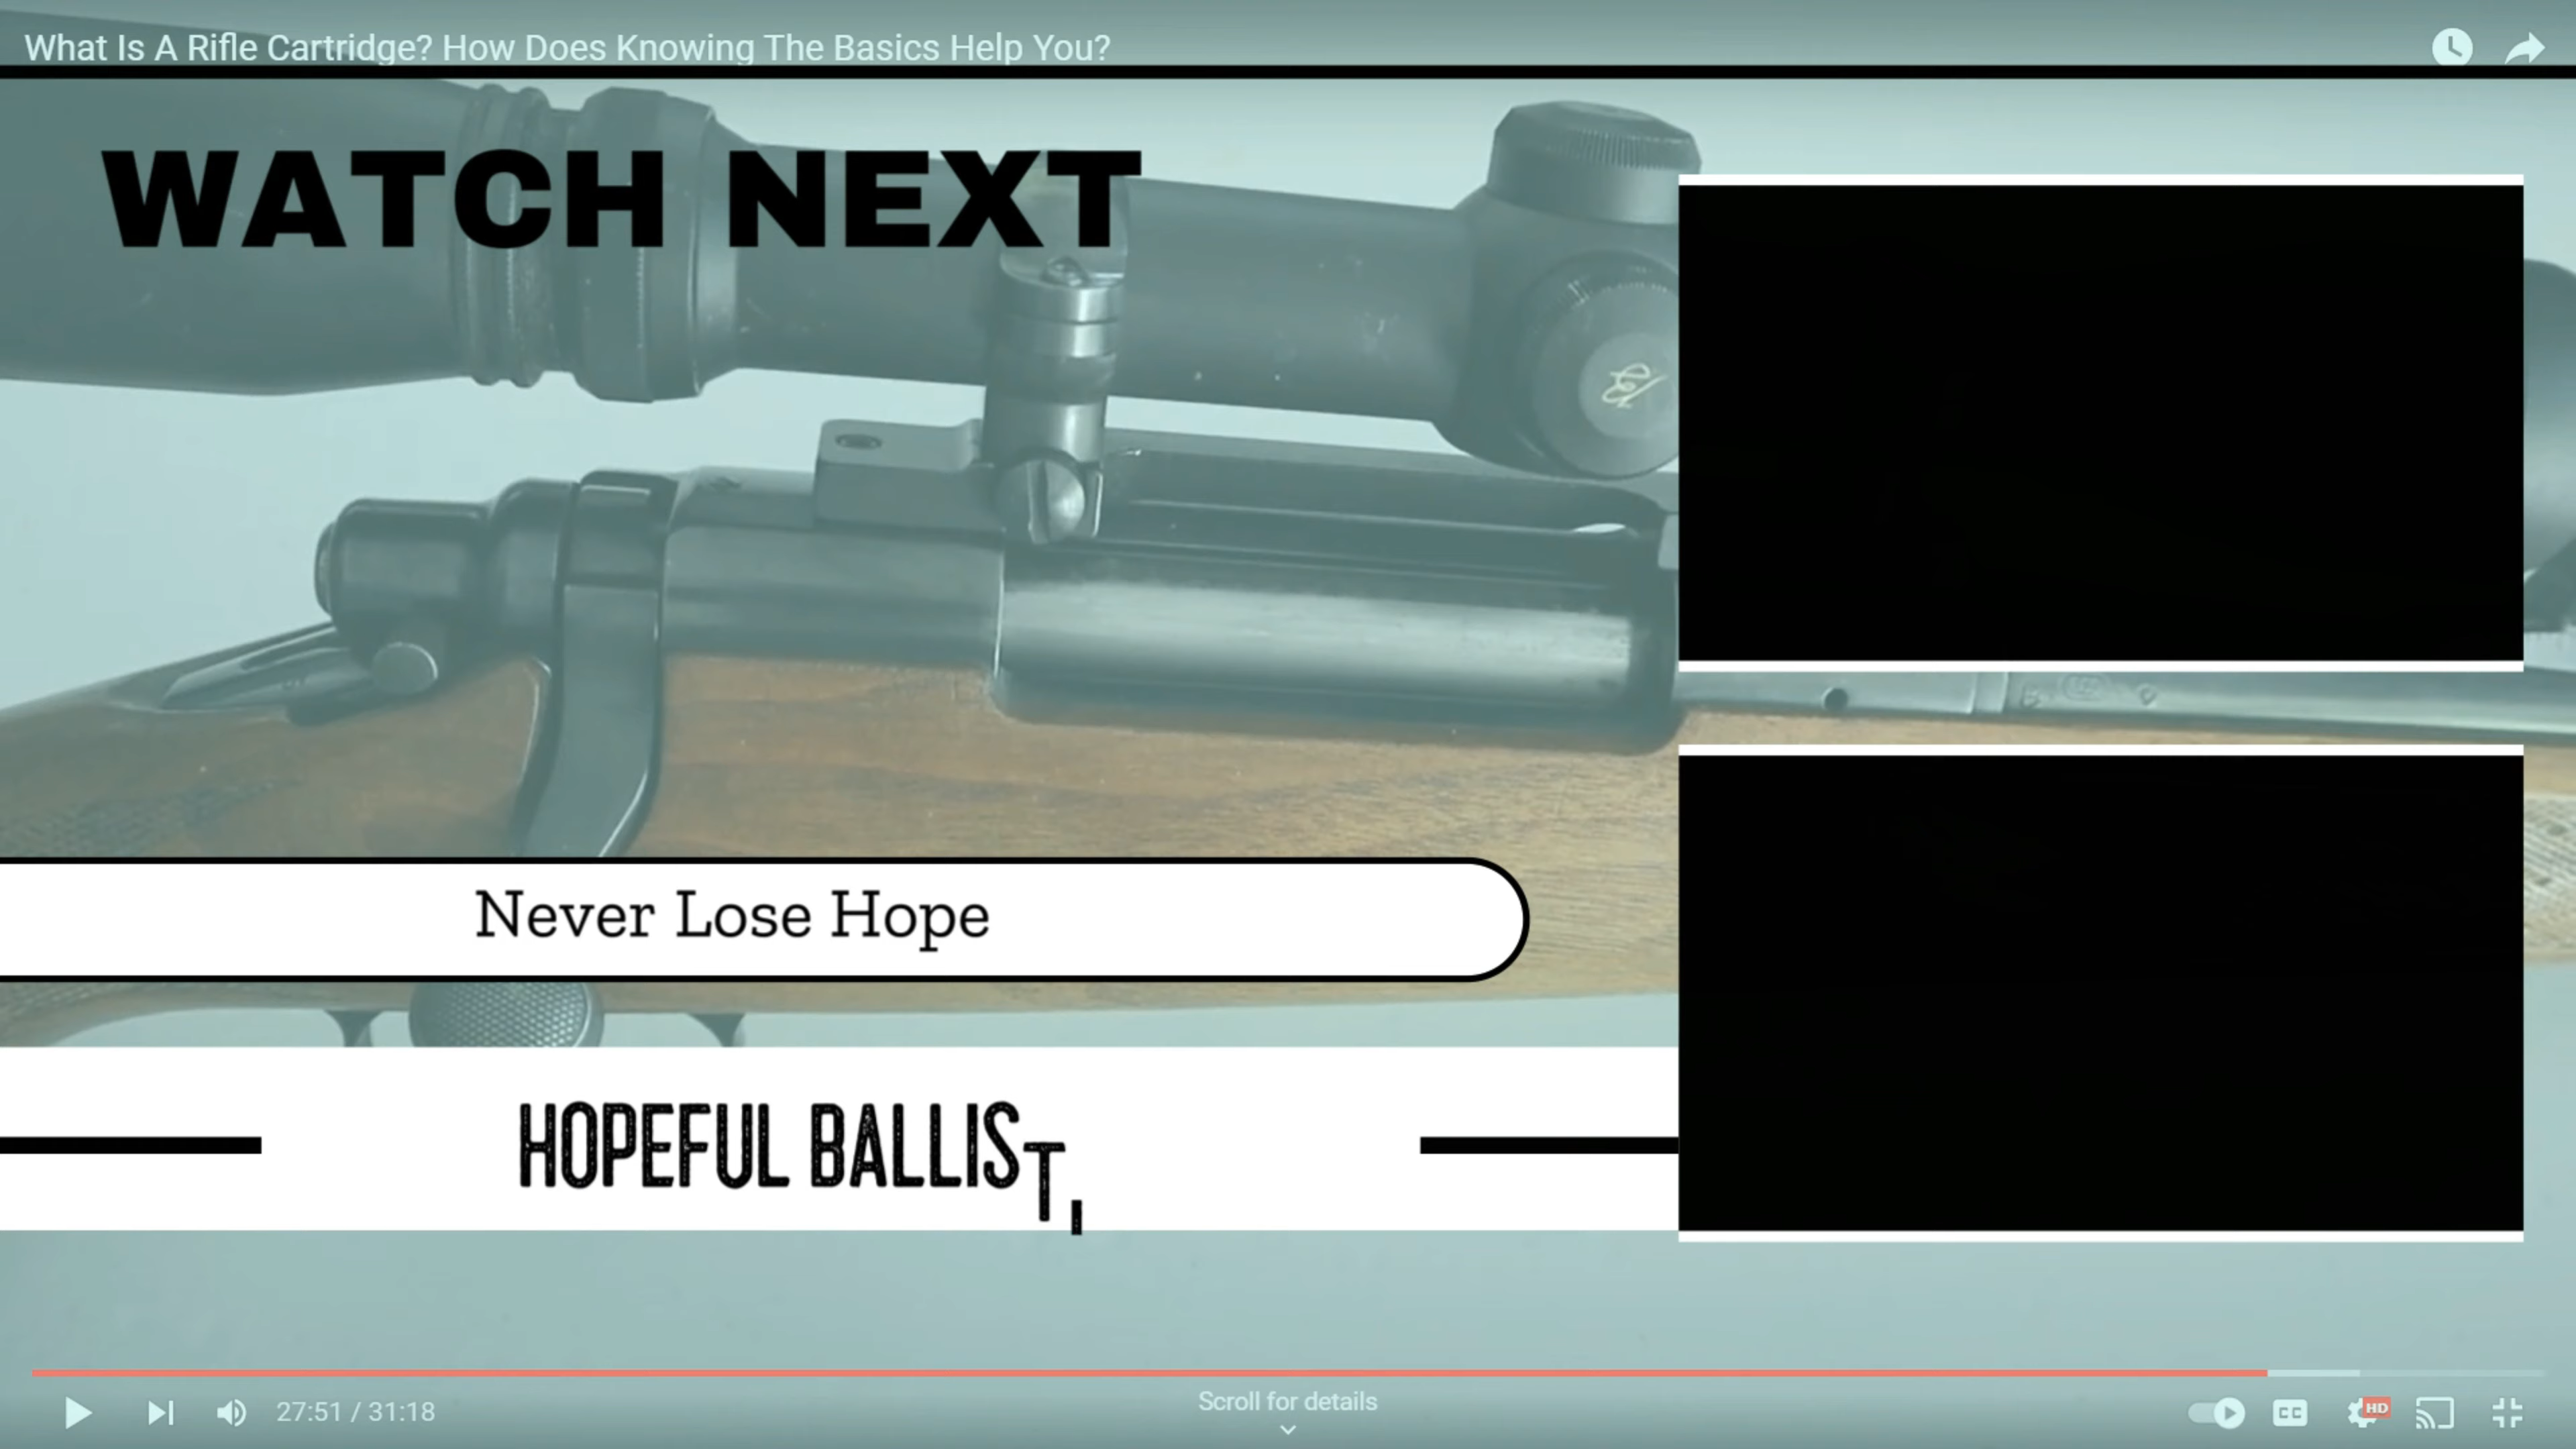 What Is A Rifle Cartridge? How Does Knowing The Basics Help You?
WATCH NEXT
Never Lose Hope
HOPEFUL BALLIST
27:51 / 31:18
Scroll for details
CC
HD